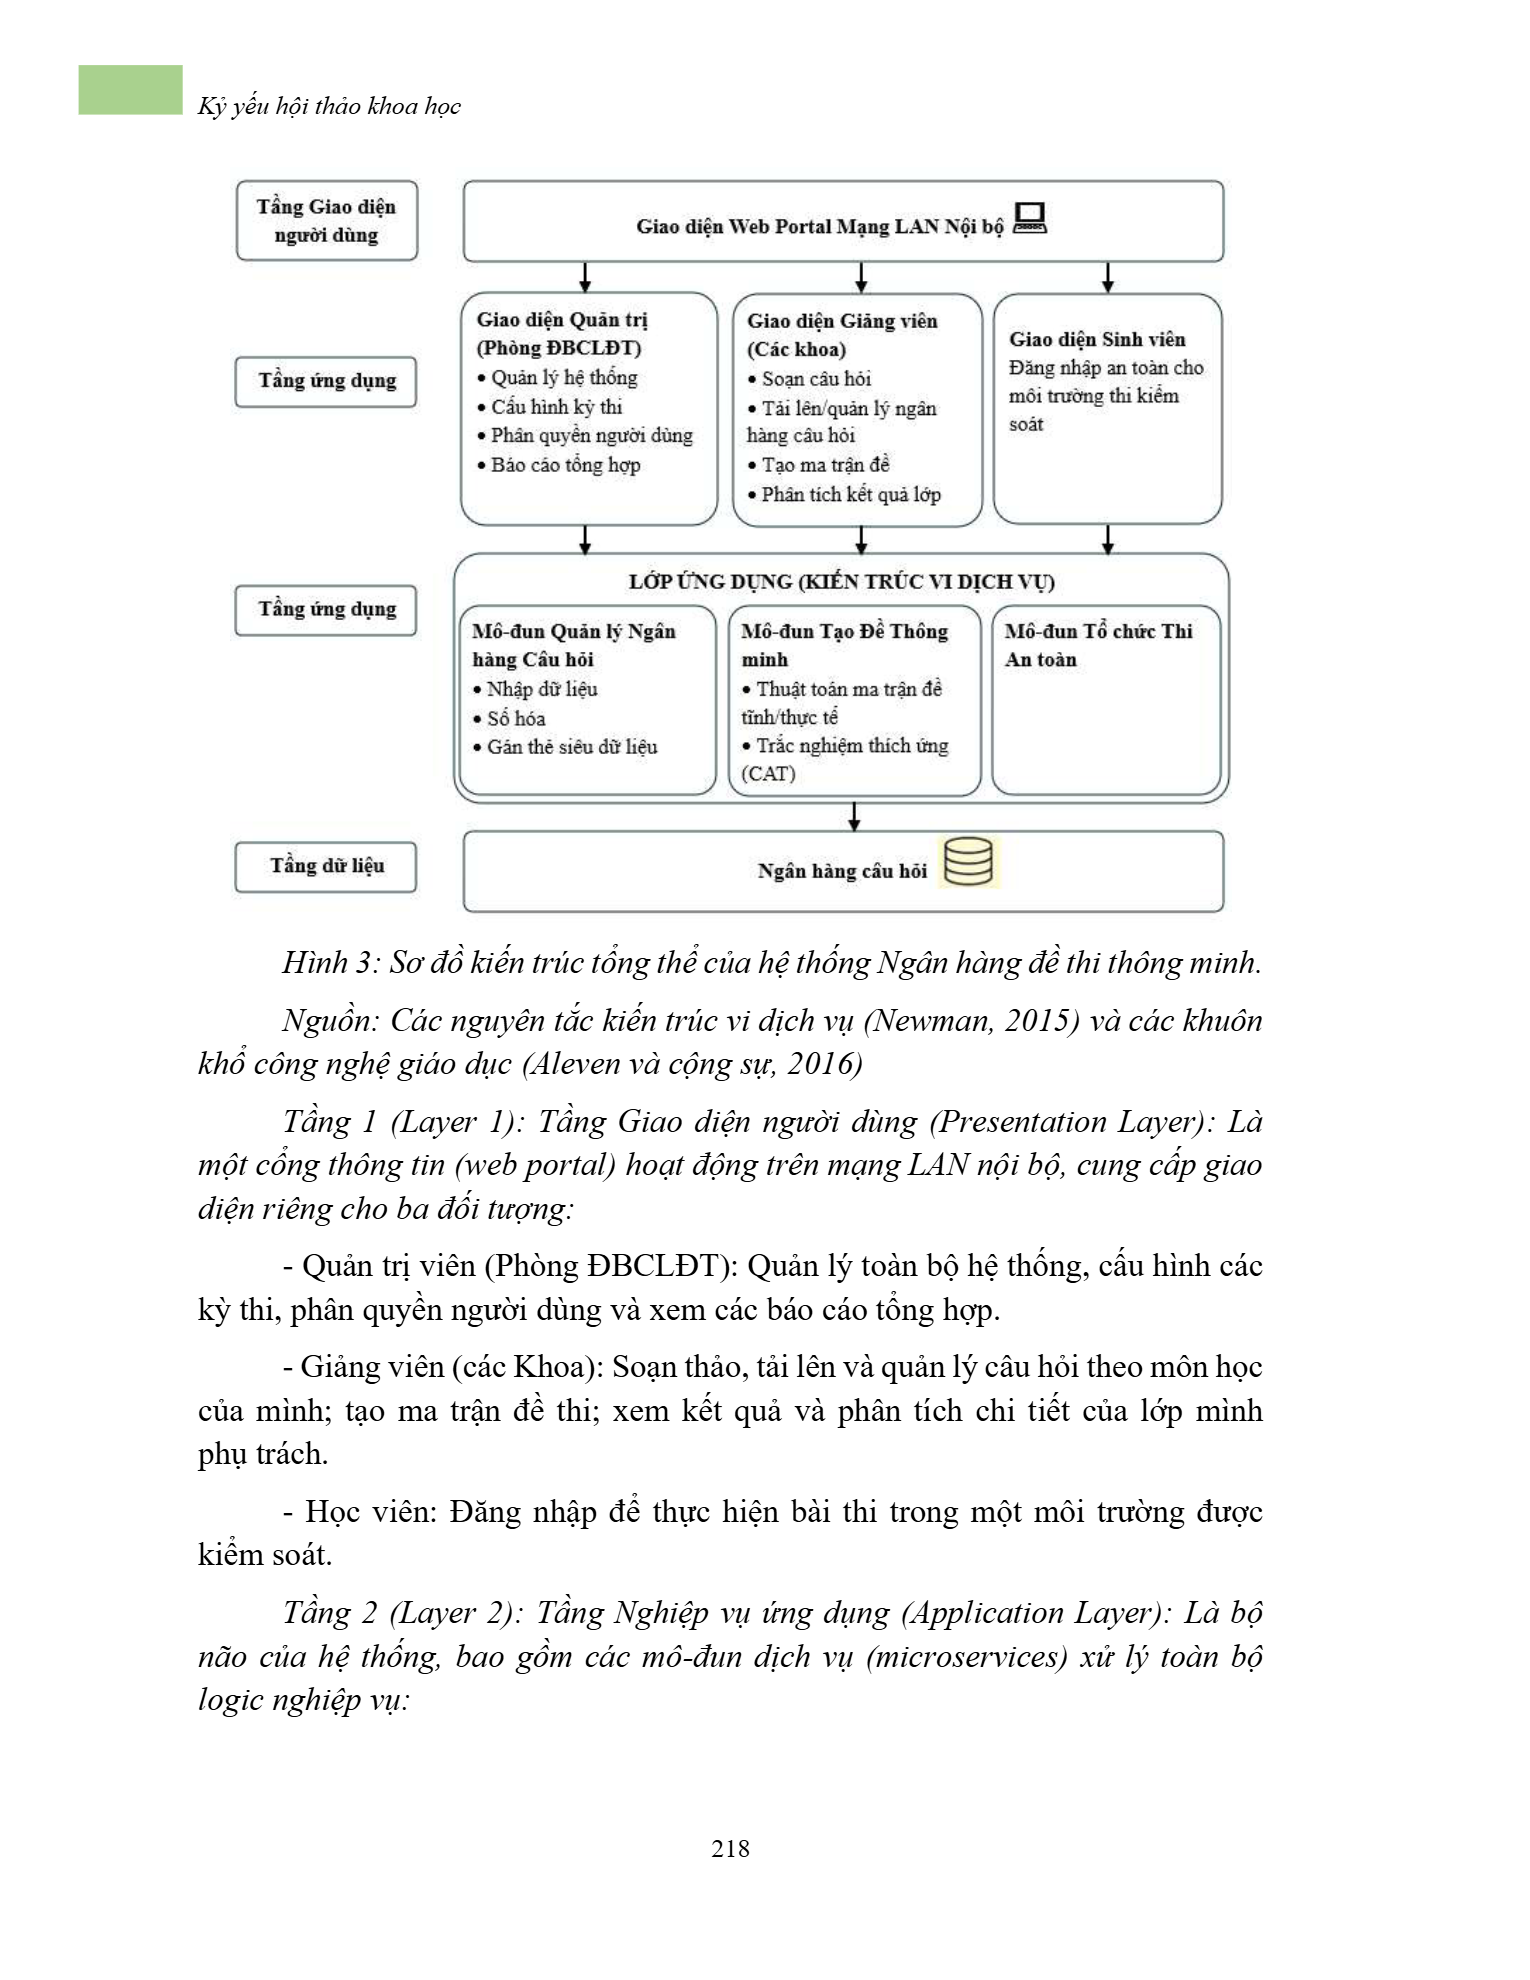 Kỷ yếu hội thảo khoa học
Tầng Giao diện
người dùng
Giao diện Web Portal Mạng LAN Nội bộ
Tầng ứng dụng
Giao diện Quản trị
(Phòng ĐBCLĐT)
• Quản lý hệ thống
• Cấu hình kỳ thi
• Phân quyền người dùng
• Báo cáo tổng hợp
Giao diện Giảng viên
(Các khoa)
• Soạn câu hỏi
• Tải lên/quản lý ngân
hàng câu hỏi
• Tạo ma trận đề
• Phân tích kết quả lớp
Giao diện Sinh viên
Đăng nhập an toàn cho
môi trường thi kiểm
soát
Tầng ứng dụng
LỚP ỨNG DỤNG (KIẾN TRÚC VI DỊCH VỤ)
Mô-đun Quản lý Ngân
hàng Câu hỏi
• Nhập dữ liệu
• Số hóa
• Gán thẻ siêu dữ liệu
Mô-đun Tạo Đề Thông
minh
• Thuật toán ma trận đề
tĩnh/thực tế
• Trắc nghiệm thích ứng
(CAT)
Mô-đun Tổ chức Thi
An toàn
Tầng dữ liệu
Ngân hàng câu hỏi
Hình 3: Sơ đồ kiến trúc tổng thể của hệ thống Ngân hàng đề thi thông minh.
Nguồn: Các nguyên tắc kiến trúc vi dịch vụ (Newman, 2015) và các khuôn
khổ công nghệ giáo dục (Aleven và cộng sự, 2016)
Tầng 1 (Layer 1): Tầng Giao diện người dùng (Presentation Layer): Là
một cổng thông tin (web portal) hoạt động trên mạng LAN nội bộ, cung cấp giao
diện riêng cho ba đối tượng:
- Quản trị viên (Phòng ĐBCLĐT): Quản lý toàn bộ hệ thống, cấu hình các
kỳ thi, phân quyền người dùng và xem các báo cáo tổng hợp.
- Giảng viên (các Khoa): Soạn thảo, tải lên và quản lý câu hỏi theo môn học
của mình; tạo ma trận đề thi; xem kết quả và phân tích chi tiết của lớp mình
phụ trách.
- Học viên: Đăng nhập để thực hiện bài thi trong một môi trường được
kiểm soát.
Tầng 2 (Layer 2): Tầng Nghiệp vụ ứng dụng (Application Layer): Là bộ
não của hệ thống, bao gồm các mô-đun dịch vụ (microservices) xử lý toàn bộ
logic nghiệp vụ:
218